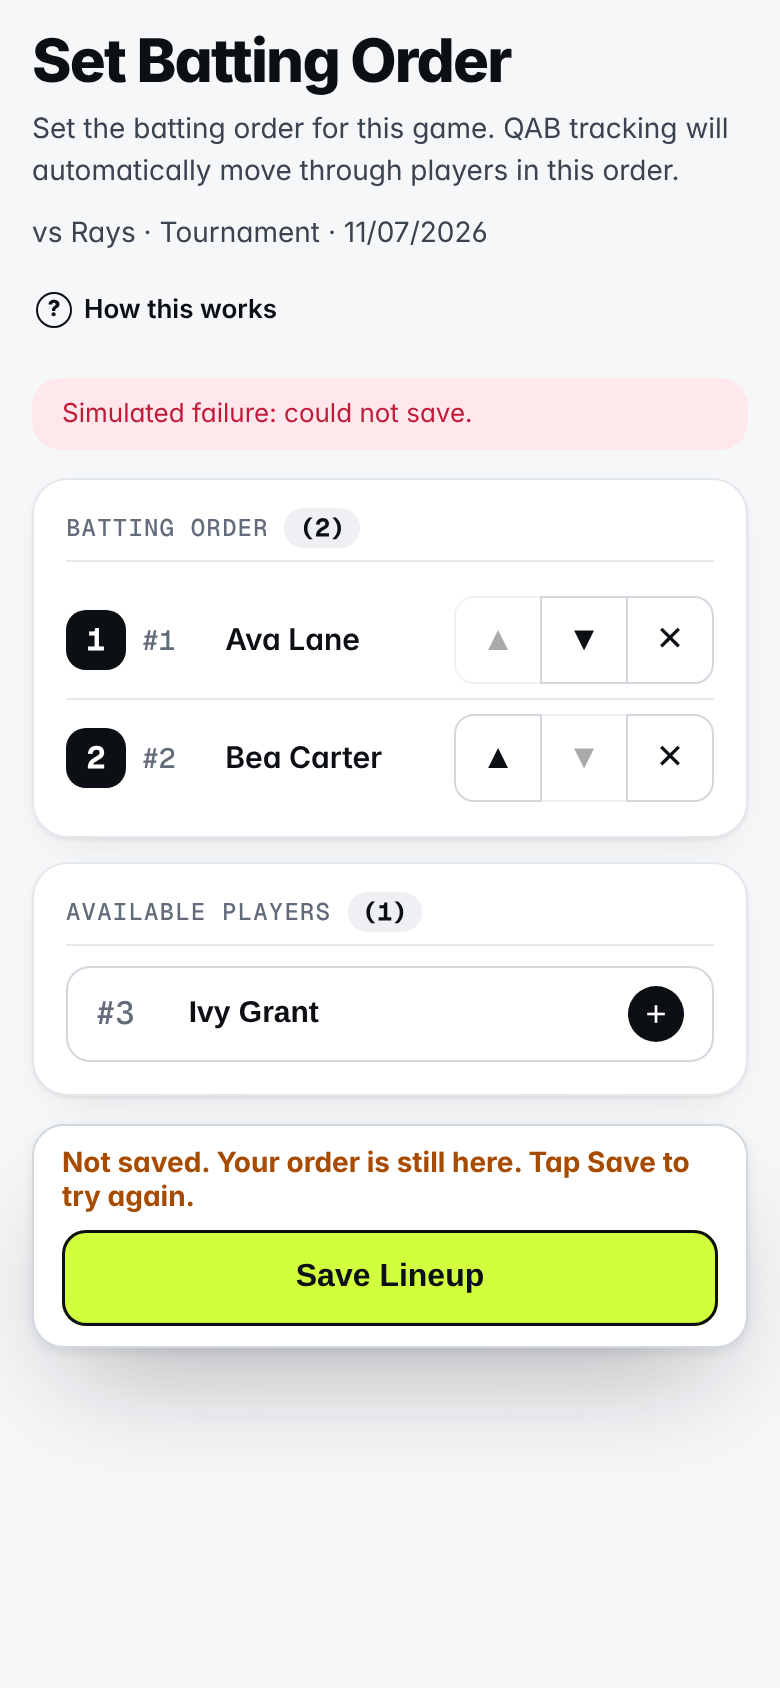 Set Batting Order
Set the batting order for this game. QAB tracking will
automatically move through players in this order.
vs Rays · Tournament · 11/07/2026
? How this works
Simulated failure: could not save.
BATTING ORDER (2)
1 #1 Ava Lane ▲ ▼ ✕
2 #2 Bea Carter ▲ ▼ ✕
AVAILABLE PLAYERS (1)
#3 Ivy Grant +
Not saved. Your order is still here. Tap Save to
try again.
Save Lineup